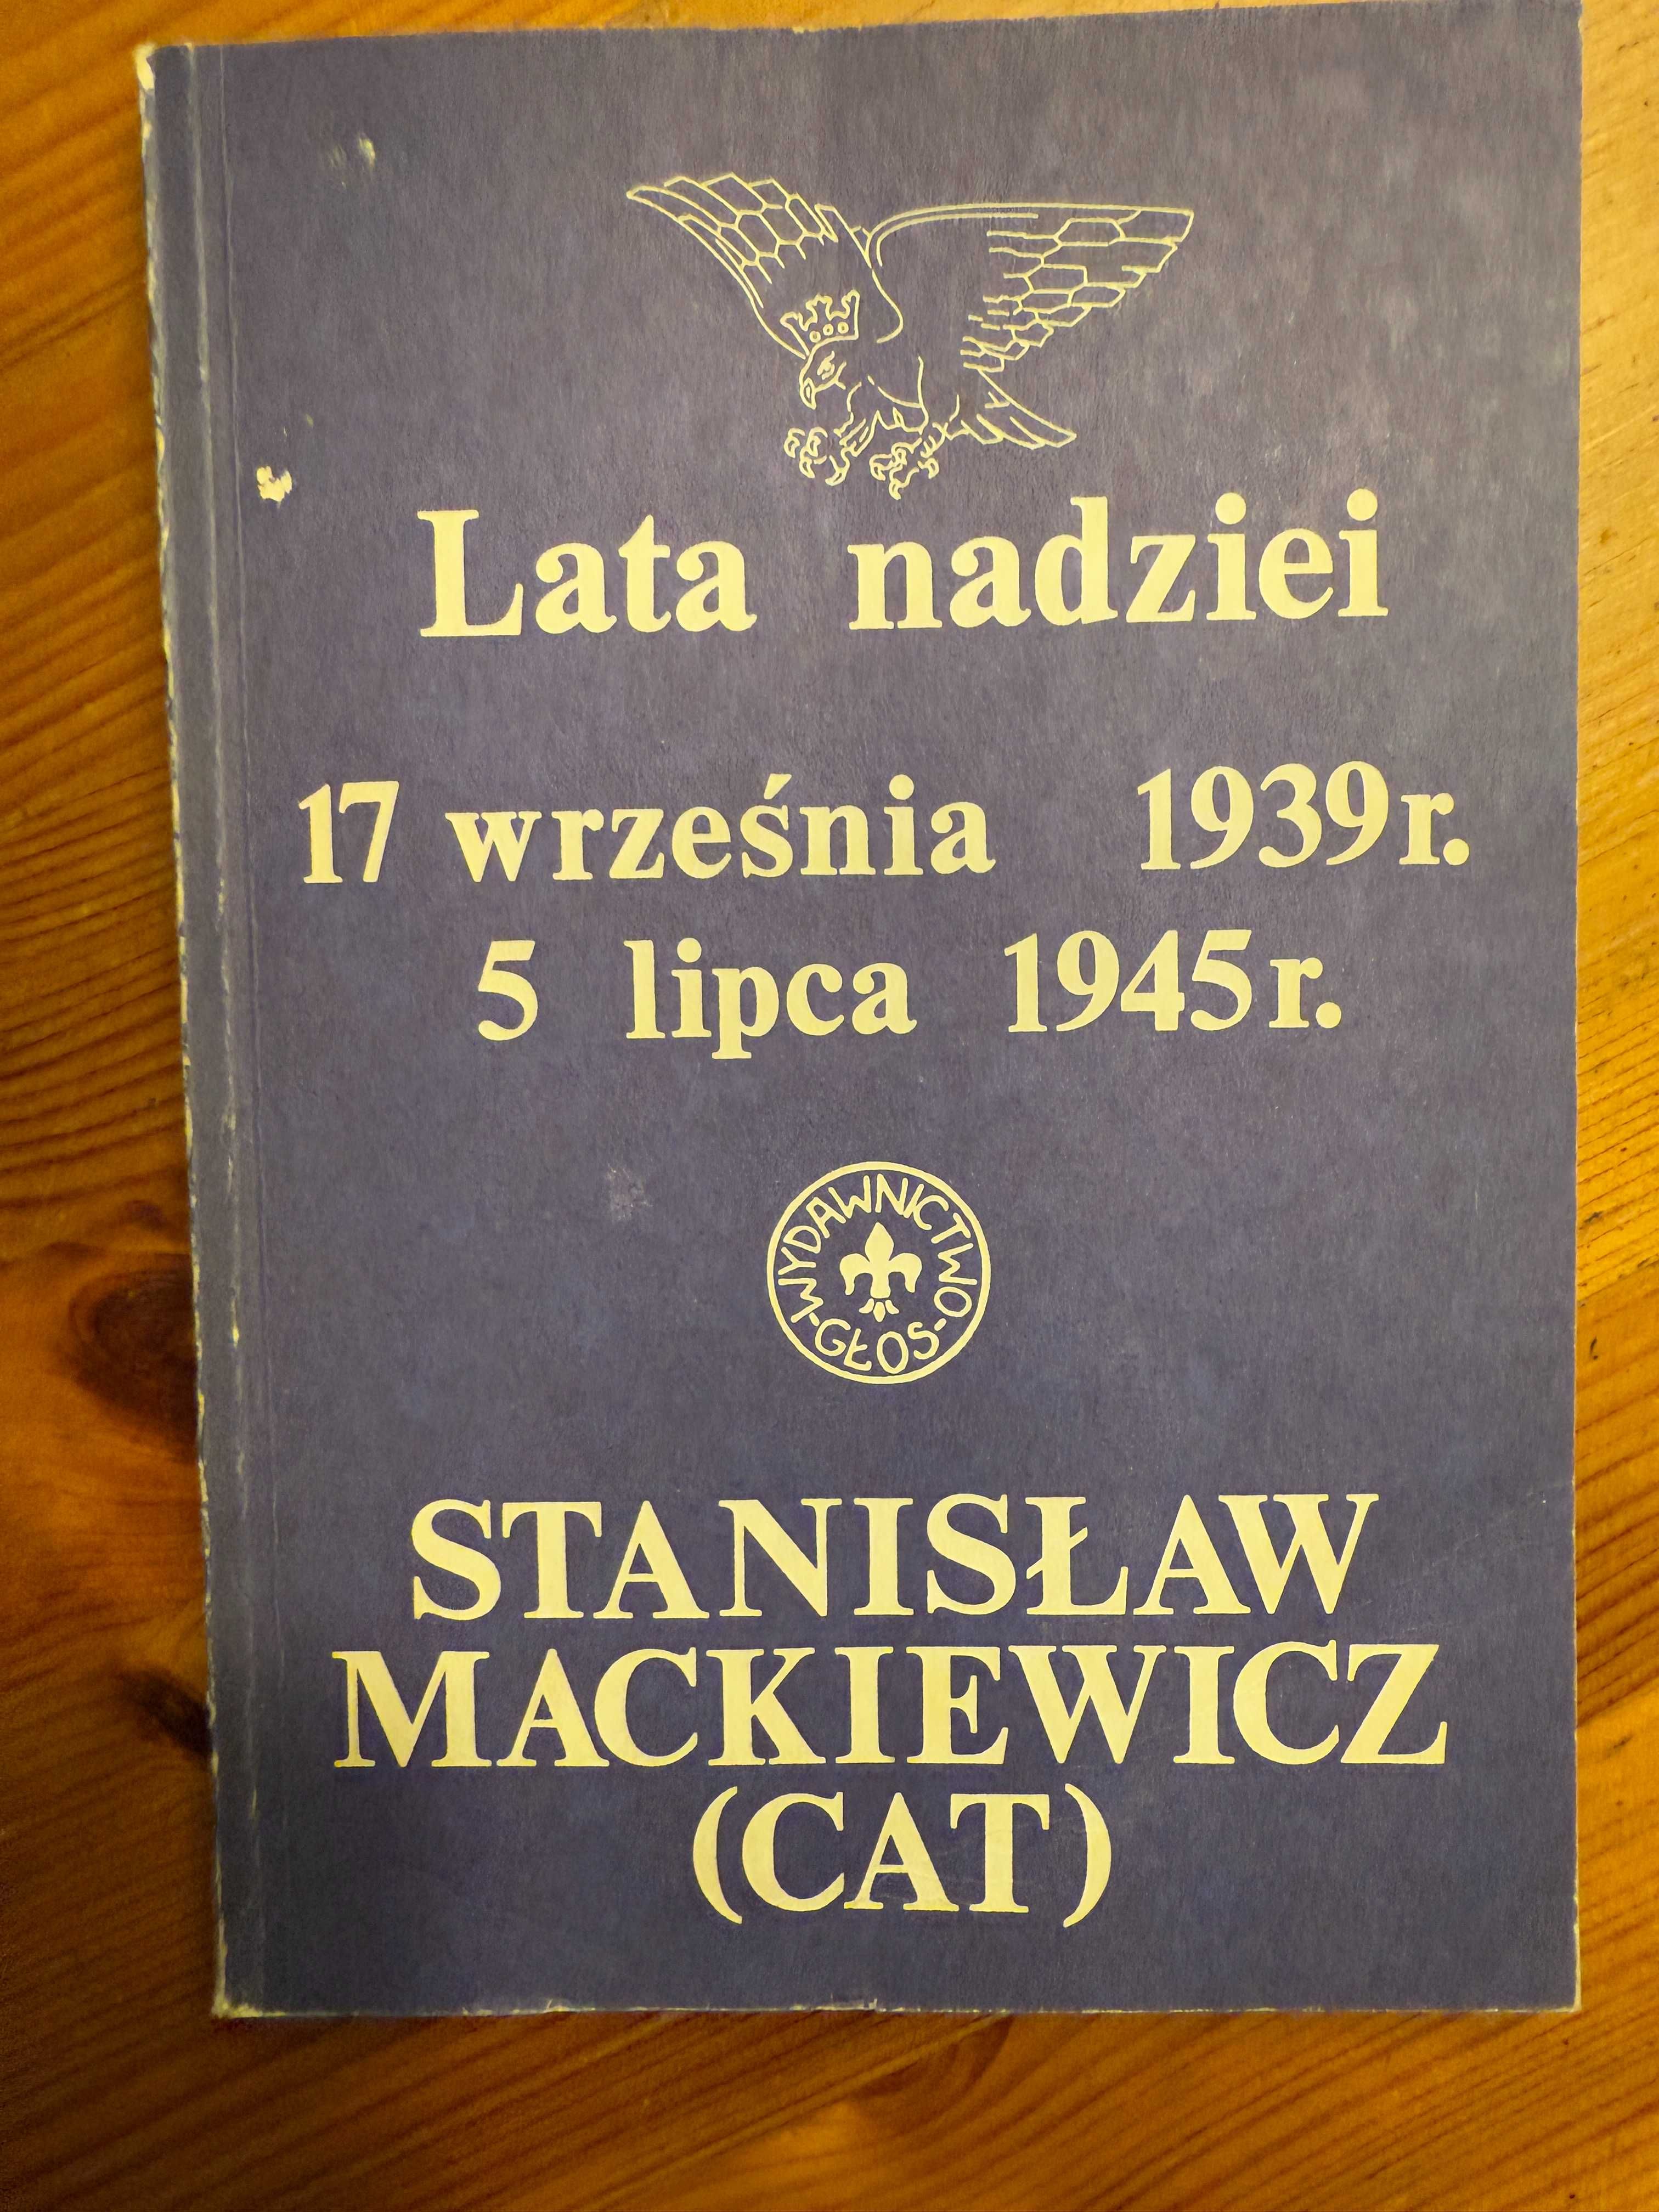 Lata nadziei
17 września 1939r.
5 lipca 1945r.
WYDAWNICTWO
-GŁOS-
STANISŁAW
MACKIEWICZ
(CAT)